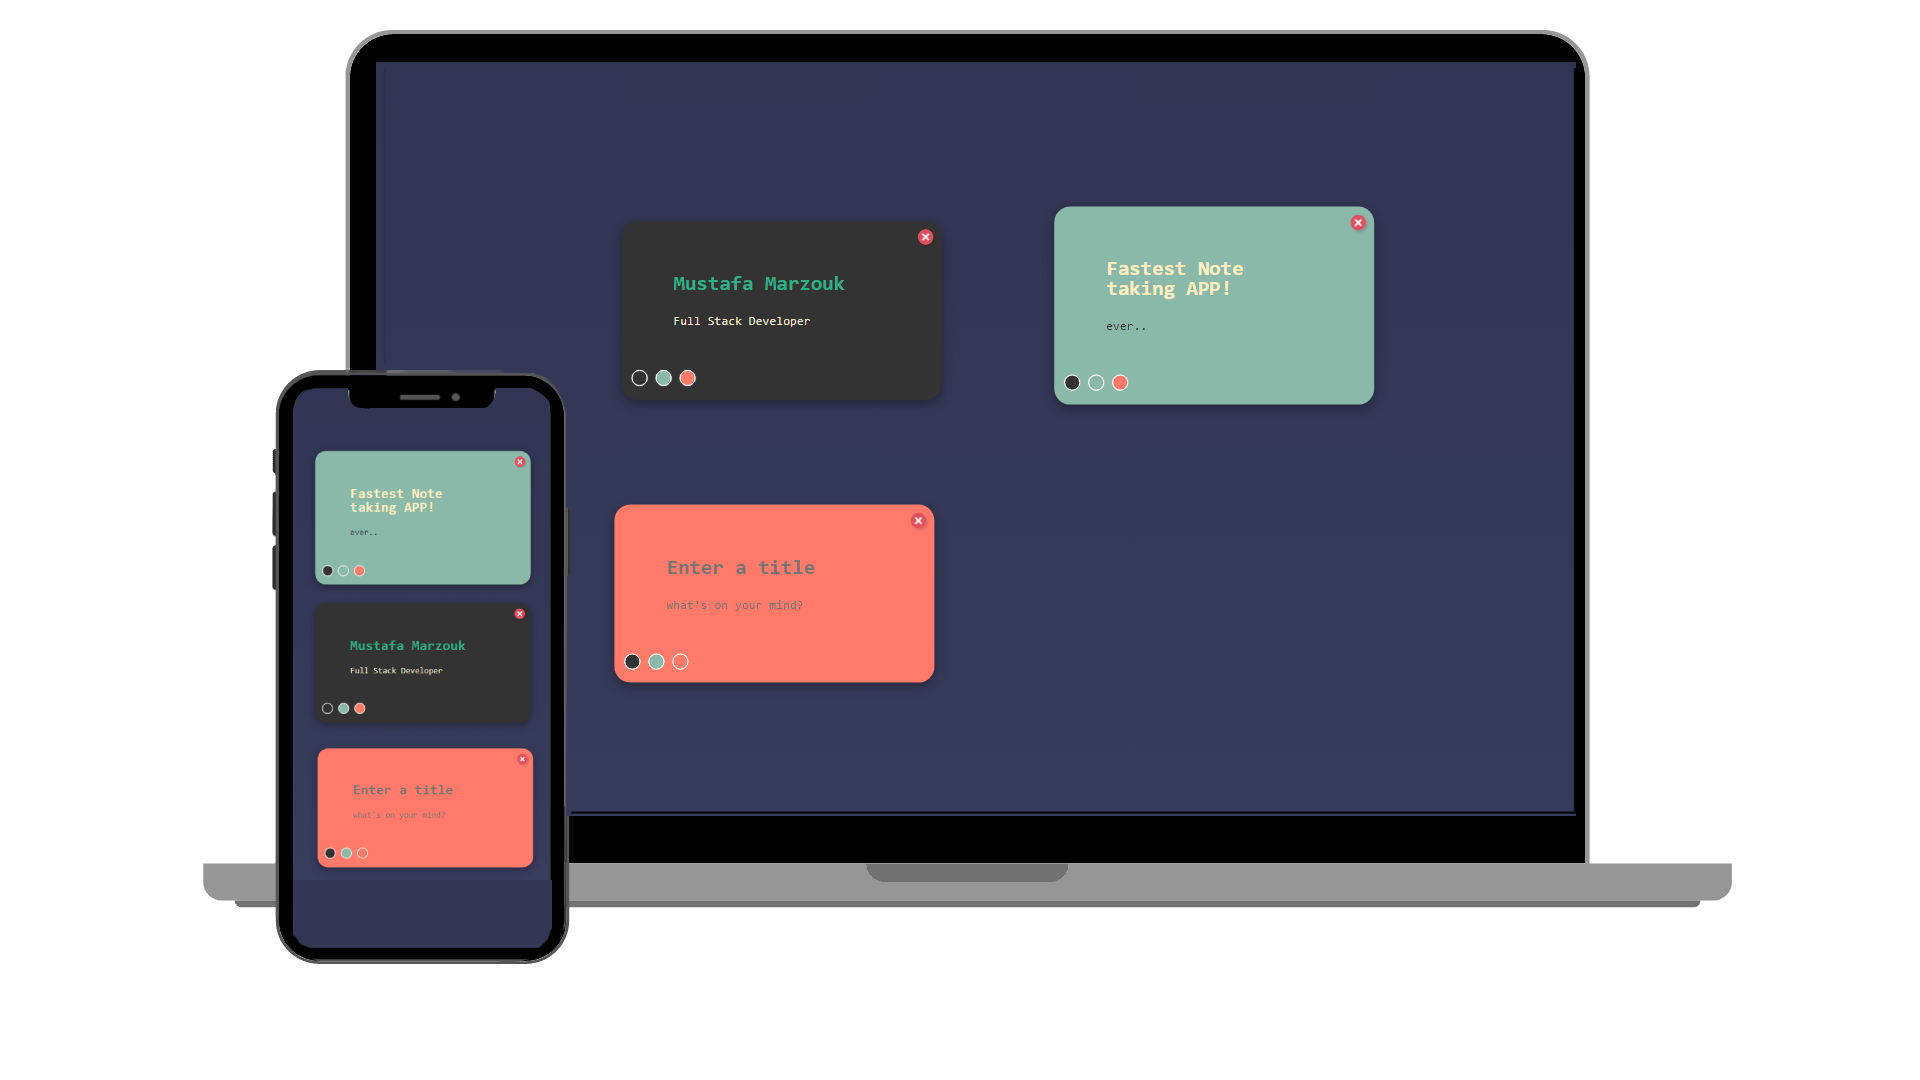 Mustafa Marzouk
Full Stack Developer
Fastest Note
taking APP!
ever..
Enter a title
what's on your mind?
Fastest Note
taking APP!
ever..
Mustafa Marzouk
Full Stack Developer
Enter a title
what's on your mind?